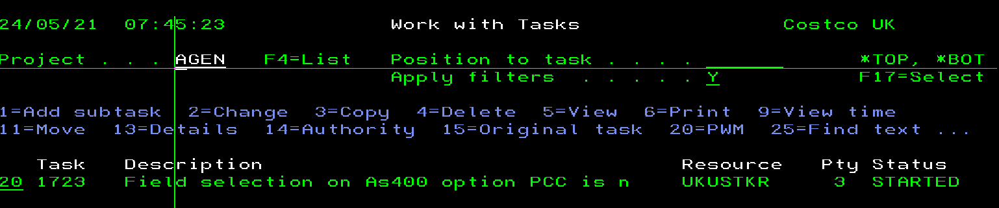 24/05/21 07:45:23 Work with Tasks Costco UK
Project . . . AGEN F4=List Position to task . . . . *TOP, *BOT
Apply filters . . . . . Y F17=Select
1=Add subtask 2=Change 3=Copy 4=Delete 5=View 6=Print 9=View time
11=Move 13=Details 14=Authority 15=Original task 20=PWM 25=Find text ...
Task Description Resource Pty Status
20 1723 Field selection on As400 option PCC is n UKUSTKR 3 STARTED